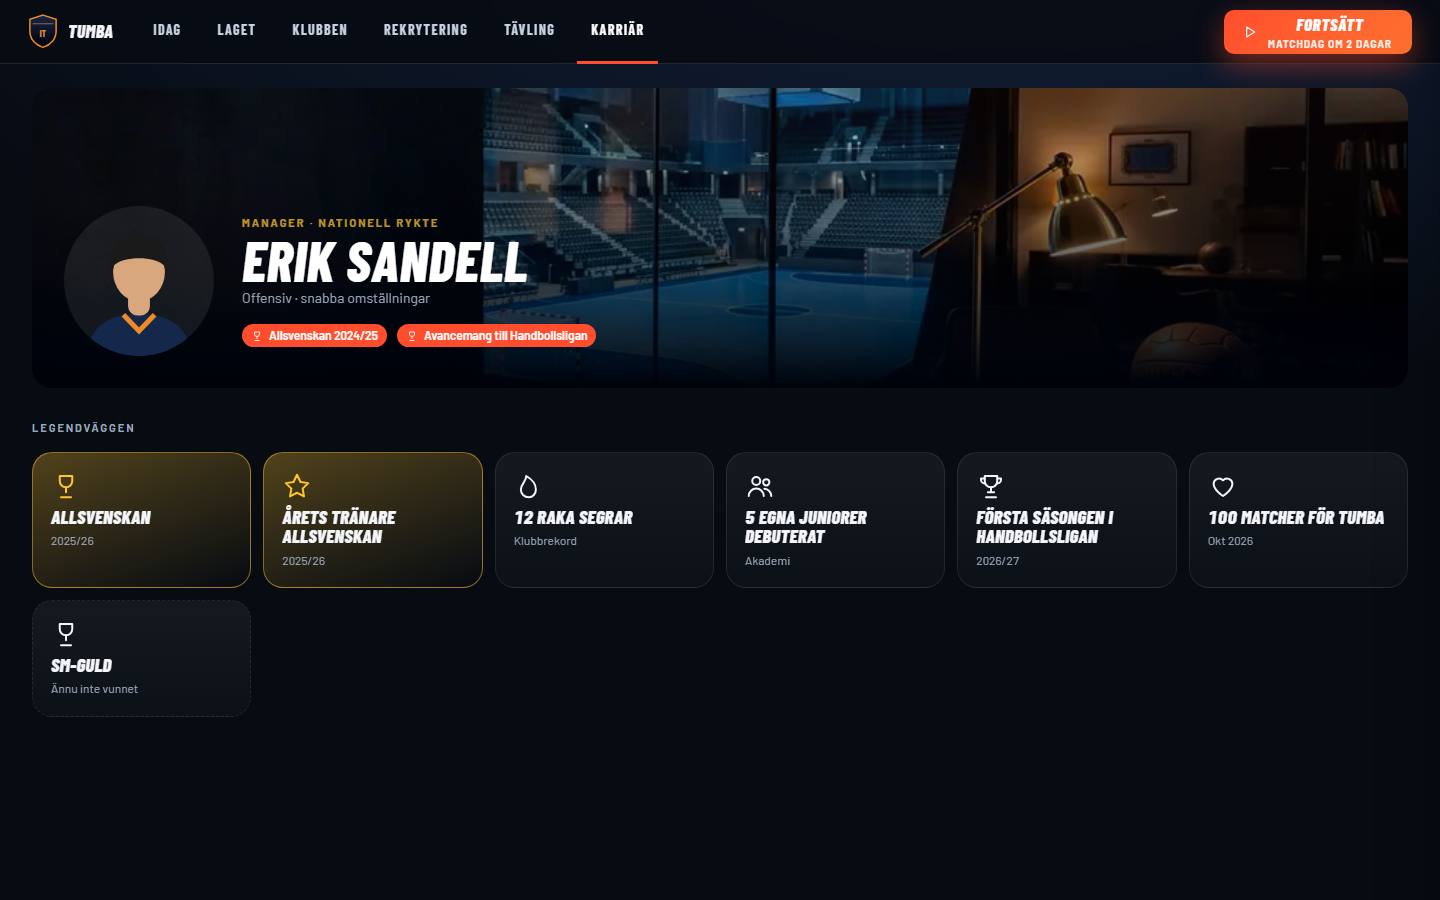 IT
TUMBA
IDAG
LAGET
KLUBBEN
REKRYTERING
TÄVLING
KARRIÄR
FORTSÄTT
MATCHDAG OM 2 DAGAR
MANAGER · NATIONELL RYKTE
ERIK SANDELL
Offensiv · snabba omställningar
Allsvenskan 2024/25
Avancemang till Handbollsligan
LEGENDVÄGGEN
ALLSVENSKAN
2025/26
ÅRETS TRÄNARE
ALLSVENSKAN
2025/26
12 RAKA SEGRAR
Klubbrekord
5 EGNA JUNIORER
DEBUTERAT
Akademi
FÖRSTA SÄSONGEN I
HANDBOLLSLIGAN
2026/27
100 MATCHER FÖR TUMBA
Okt 2026
SM-GULD
Ännu inte vunnet